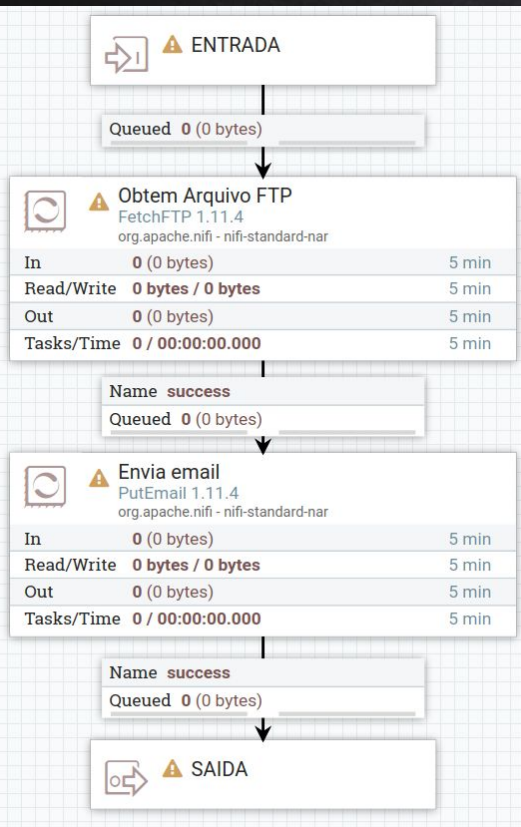 ENTRADA
Queued 0 (0 bytes)
Obtem Arquivo FTP
FetchFTP 1.11.4
org.apache.nifi - nifi-standard-nar
In 0 (0 bytes) 5 min
Read/Write 0 bytes / 0 bytes 5 min
Out 0 (0 bytes) 5 min
Tasks/Time 0 / 00:00:00.000 5 min
Name success
Queued 0 (0 bytes)
Envia email
PutEmail 1.11.4
org.apache.nifi - nifi-standard-nar
In 0 (0 bytes) 5 min
Read/Write 0 bytes / 0 bytes 5 min
Out 0 (0 bytes) 5 min
Tasks/Time 0 / 00:00:00.000 5 min
Name success
Queued 0 (0 bytes)
SAIDA